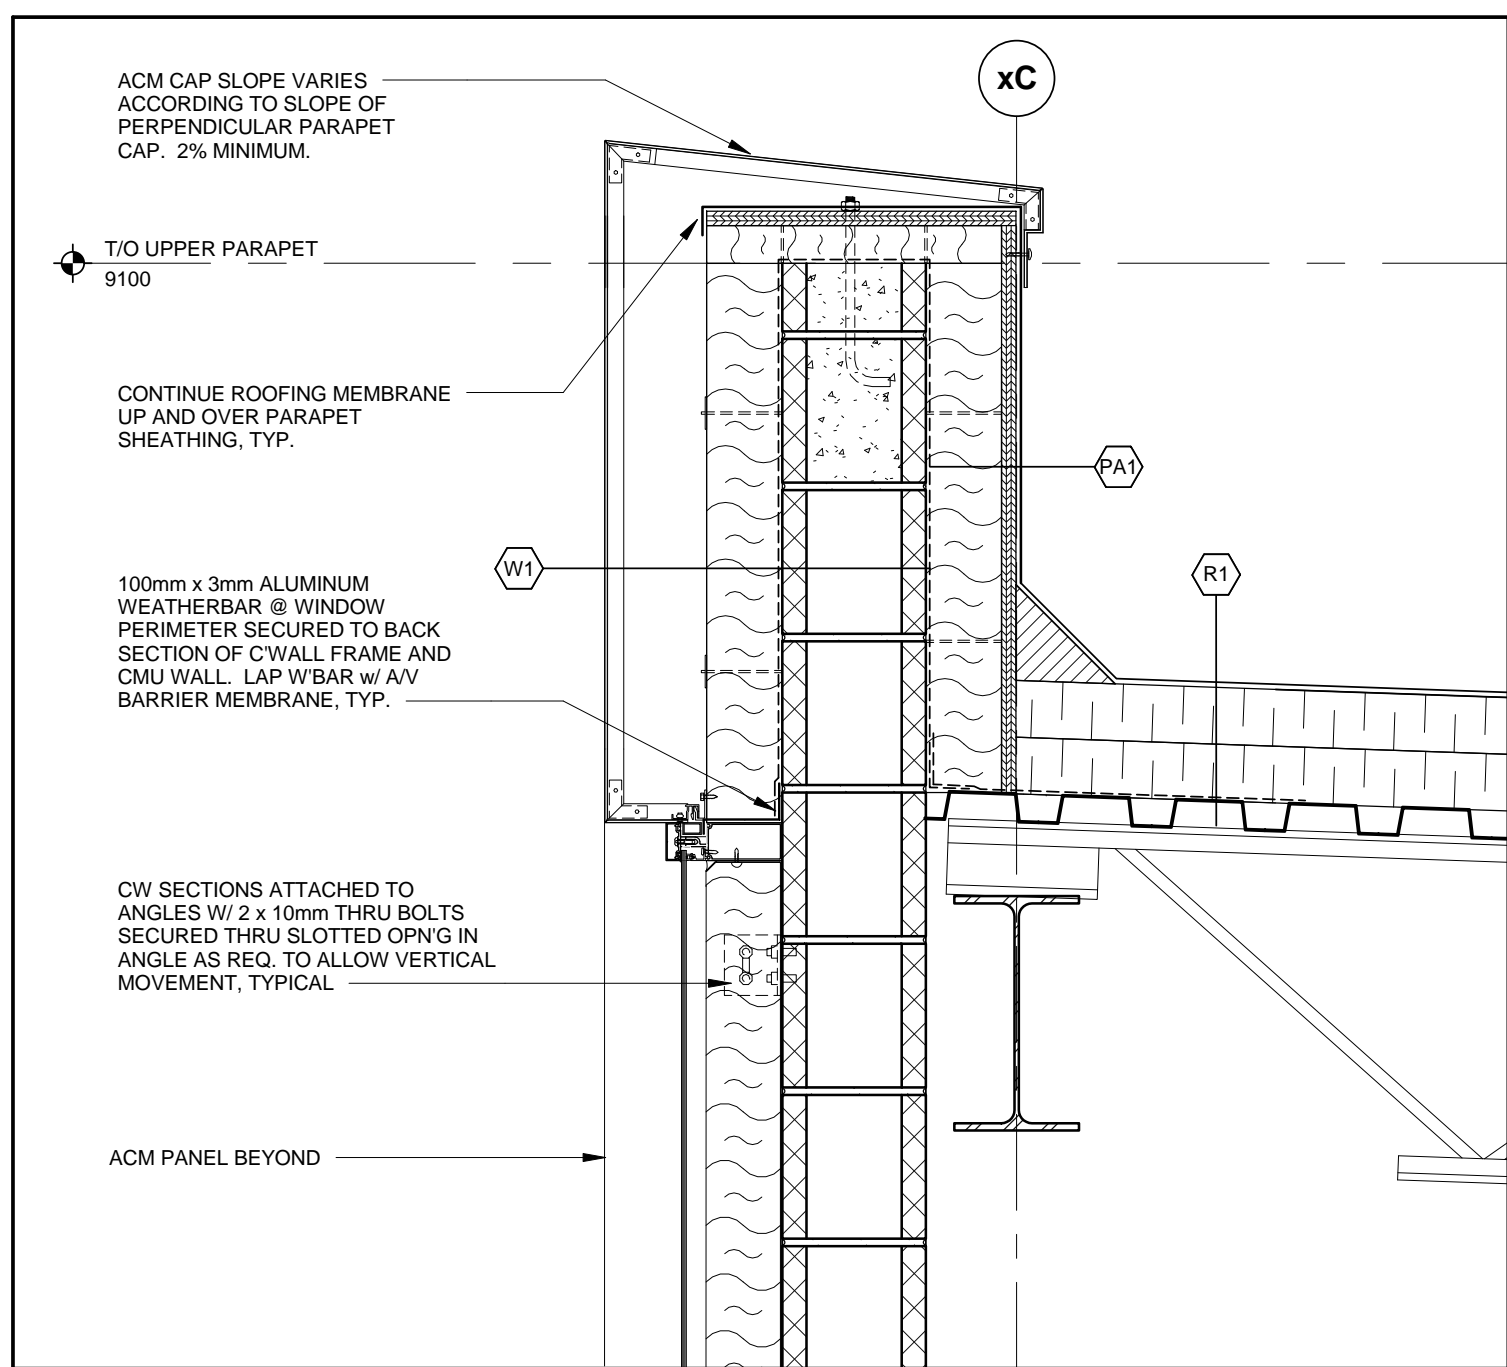 ACM CAP SLOPE VARIES
ACCORDING TO SLOPE OF
PERPENDICULAR PARAPET
CAP. 2% MINIMUM.
xC
T/O UPPER PARAPET
9100
CONTINUE ROOFING MEMBRANE
UP AND OVER PARAPET
SHEATHING, TYP.
PA1
W1
R1
100mm x 3mm ALUMINUM
WEATHERBAR @ WINDOW
PERIMETER SECURED TO BACK
SECTION OF C'WALL FRAME AND
CMU WALL. LAP W'BAR w/ A/V
BARRIER MEMBRANE, TYP.
CW SECTIONS ATTACHED TO
ANGLES W/ 2 x 10mm THRU BOLTS
SECURED THRU SLOTTED OPN'G IN
ANGLE AS REQ. TO ALLOW VERTICAL
MOVEMENT, TYPICAL
ACM PANEL BEYOND